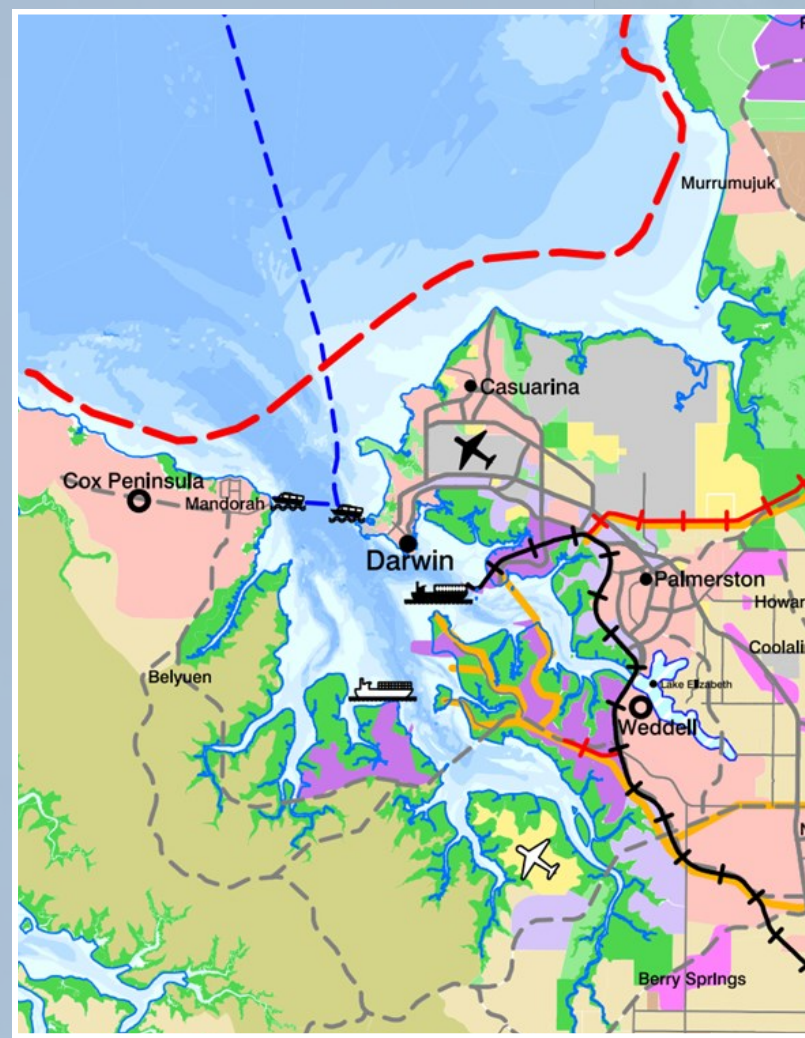 Murrumujuk
Casuarina
Cox Peninsula
Mandorah
Darwin
Palmerston
Howar
Coolali
Belyuen
Lake Elizabeth
Weddell
Berry Springs